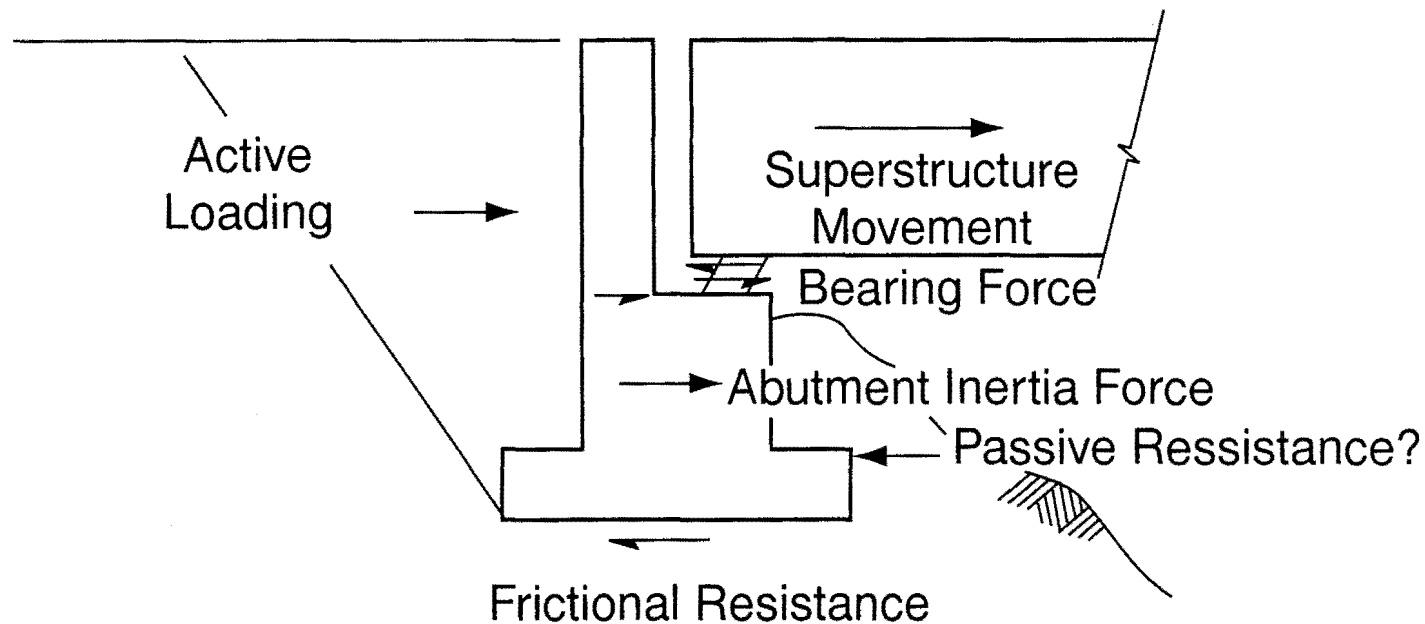 Active
Loading
Superstructure
Movement
Bearing Force
Abutment Inertia Force
Passive Ressistance?
Frictional Resistance